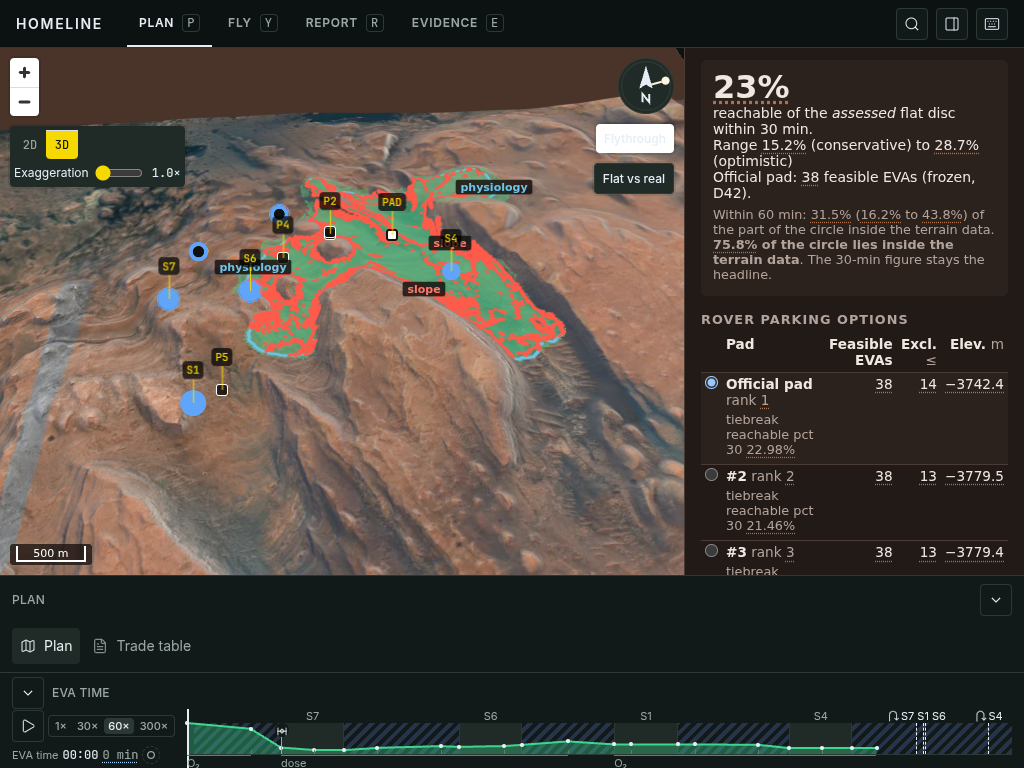 HOMELINE
PLAN P
FLY Y
REPORT R
EVIDENCE E
+
−
2D 3D
Exaggeration 1.0×
N
Flythrough
Flat vs real
physiology
P2
PAD
P4
S4
slope
S6
physiology
S7
slope
P5
S1
500 m
23%
reachable of the assessed flat disc
within 30 min.
Range 15.2% (conservative) to 28.7%
(optimistic)
Official pad: 38 feasible EVAs (frozen,
D42).
Within 60 min: 31.5% (16.2% to 43.8%) of
the part of the circle inside the terrain data.
75.8% of the circle lies inside the
terrain data. The 30-min figure stays the
headline.
ROVER PARKING OPTIONS
Pad Feasible EVAs Excl. ≤ Elev. m
Official pad 38 14 −3742.4
rank 1
tiebreak
reachable pct
30 22.98%
#2 rank 2 38 13 −3779.5
tiebreak
reachable pct
30 21.46%
#3 rank 3 38 13 −3779.4
tiebreak
PLAN
Plan
Trade table
EVA TIME
1× 30× 60× 300×
EVA time 00:00 0 min
S7 S6 S1 S4 S7 S1 S6 S4
O₂ dose O₂